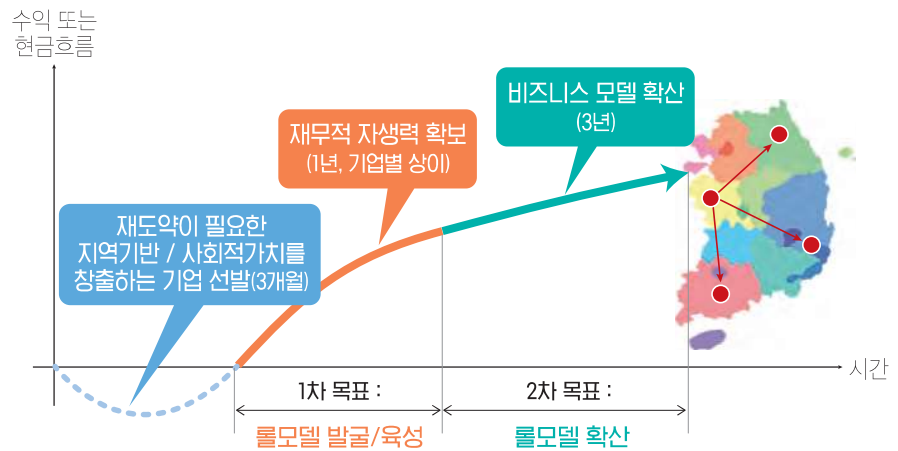 수익 또는
현금흐름
비즈니스 모델 확산
(3년)
재무적 자생력 확보
(1년, 기업별 상이)
재도약이 필요한
지역기반 / 사회적가치를
창출하는 기업 선발(3개월)
시간
1차 목표 :
롤모델 발굴/육성
2차 목표 :
롤모델 확산